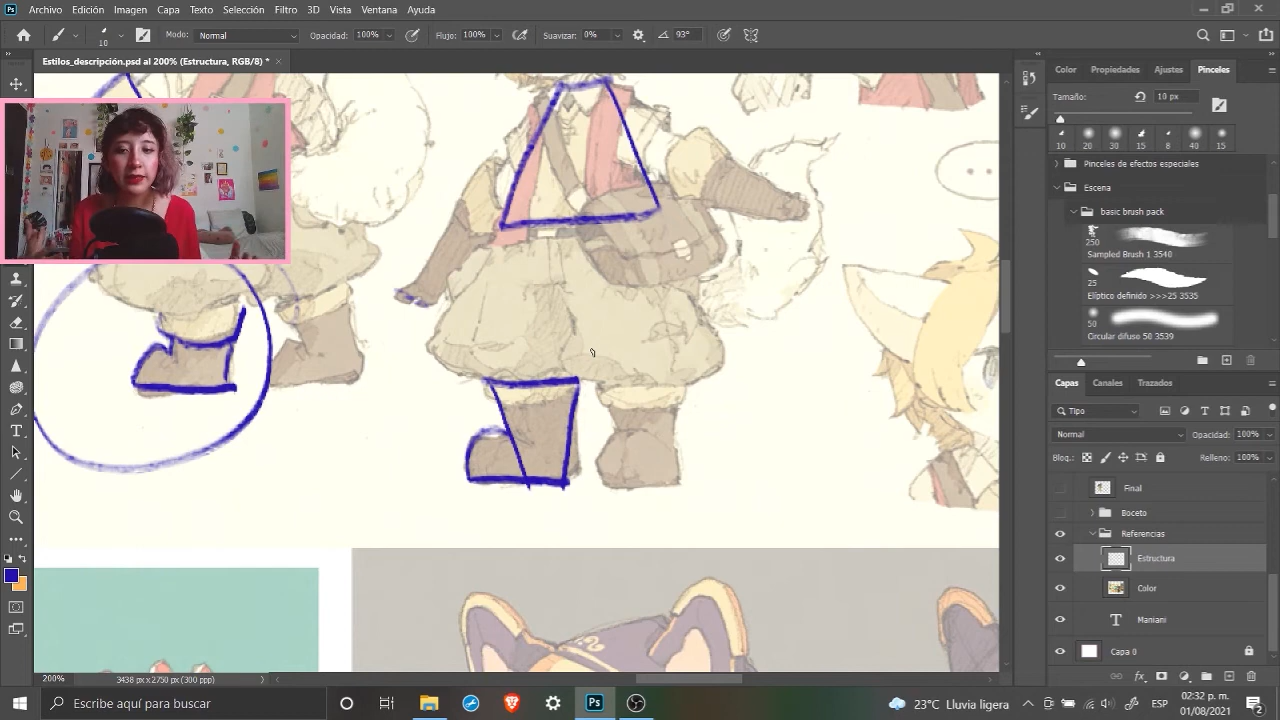 Ps Archivo Edición Imagen Capa Texto Selección Filtro 3D Vista Ventana Ayuda
10 Modo: Normal Opacidad: 100% Flujo: 100% Suavizar: 0% 93°
Estilos_descripción.psd al 200% (Estructura, RGB/8) *
Color Propiedades Ajustes Pinceles
Tamaño: 10 px
10 20 30 15 8 40 15
Pinceles de efectos especiales
Escena
basic brush pack
250 Sampled Brush 1 3540
25 Elíptico definido >>>25 3535
50 Circular difuso 50 3539
Capas Canales Trazados
Tipo
Normal Opacidad: 100%
Bloq.: Relleno: 100%
Final
Boceto
Referencias
Estructura
Color
T Maniani
Capa 0
fx
200% 3438 px x 2750 px (300 ppp)
Escribe aquí para buscar
Ps
23°C Lluvia ligera
ESP
02:32 p. m.
01/08/2021
2